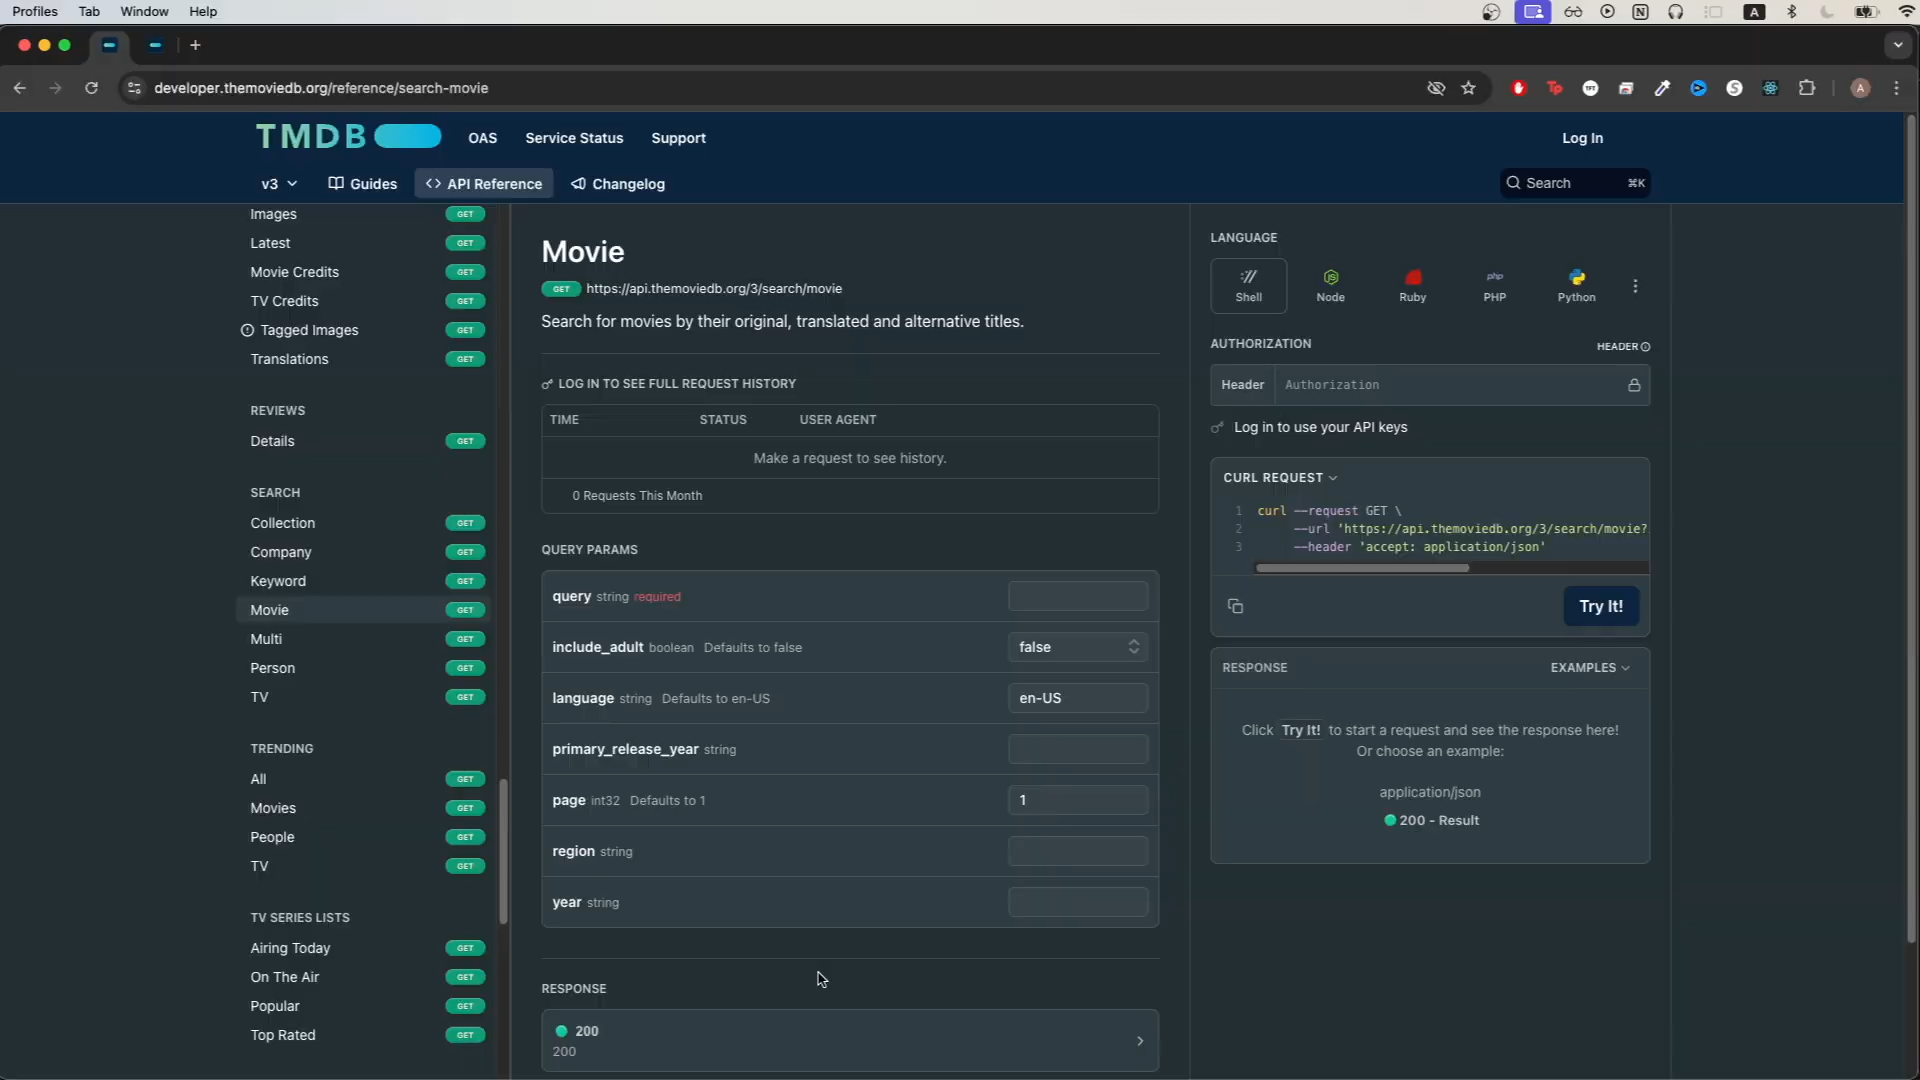 Profiles Tab Window Help
A
developer.themoviedb.org/reference/search-movie
A
TMDB OAS Service Status Support Log In
v3 Guides API Reference Changelog Search ⌘K
Images GET
Latest GET
Movie Credits GET
TV Credits GET
Tagged Images GET
Translations GET
REVIEWS
Details GET
SEARCH
Collection GET
Company GET
Keyword GET
Movie GET
Multi GET
Person GET
TV GET
TRENDING
All GET
Movies GET
People GET
TV GET
TV SERIES LISTS
Airing Today GET
On The Air GET
Popular GET
Top Rated GET
Movie
GET https://api.themoviedb.org/3/search/movie
Search for movies by their original, translated and alternative titles.
LOG IN TO SEE FULL REQUEST HISTORY
TIME STATUS USER AGENT
Make a request to see history.
0 Requests This Month
QUERY PARAMS
query string required
include_adult boolean Defaults to false false
language string Defaults to en-US en-US
primary_release_year string
page int32 Defaults to 1 1
region string
year string
RESPONSE
200
200
LANGUAGE
Shell Node Ruby php PHP Python
AUTHORIZATION HEADER
Header Authorization
Log in to use your API keys
CURL REQUEST
1 curl --request GET \
2 --url 'https://api.themoviedb.org/3/search/movie?
3 --header 'accept: application/json'
Try It!
RESPONSE EXAMPLES
Click Try It! to start a request and see the response here!
Or choose an example:
application/json
200 - Result